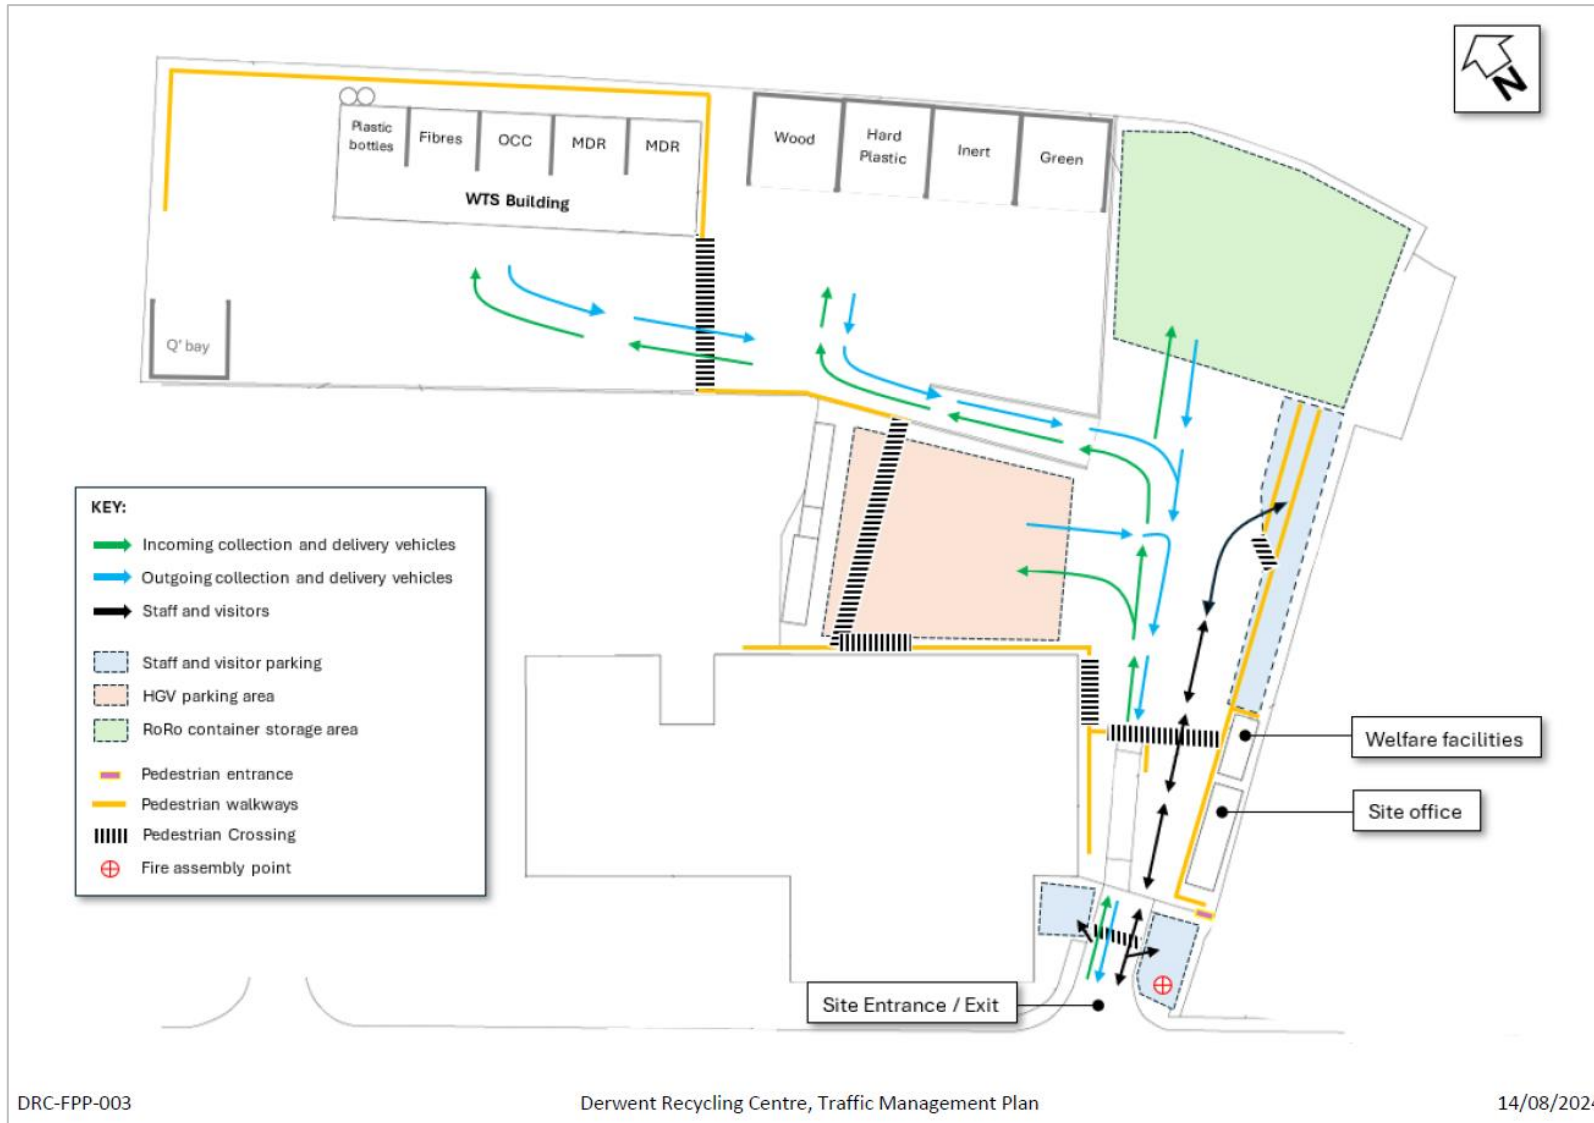 N
Plastic
bottles
Fibres
OCC
MDR
MDR
WTS Building
Wood
Hard
Plastic
Inert
Green
Q' bay
KEY:
Incoming collection and delivery vehicles
Outgoing collection and delivery vehicles
Staff and visitors
Staff and visitor parking
HGV parking area
RoRo container storage area
Pedestrian entrance
Pedestrian walkways
Pedestrian Crossing
Fire assembly point
Welfare facilities
Site office
Site Entrance / Exit
DRC-FPP-003
Derwent Recycling Centre, Traffic Management Plan
14/08/2024